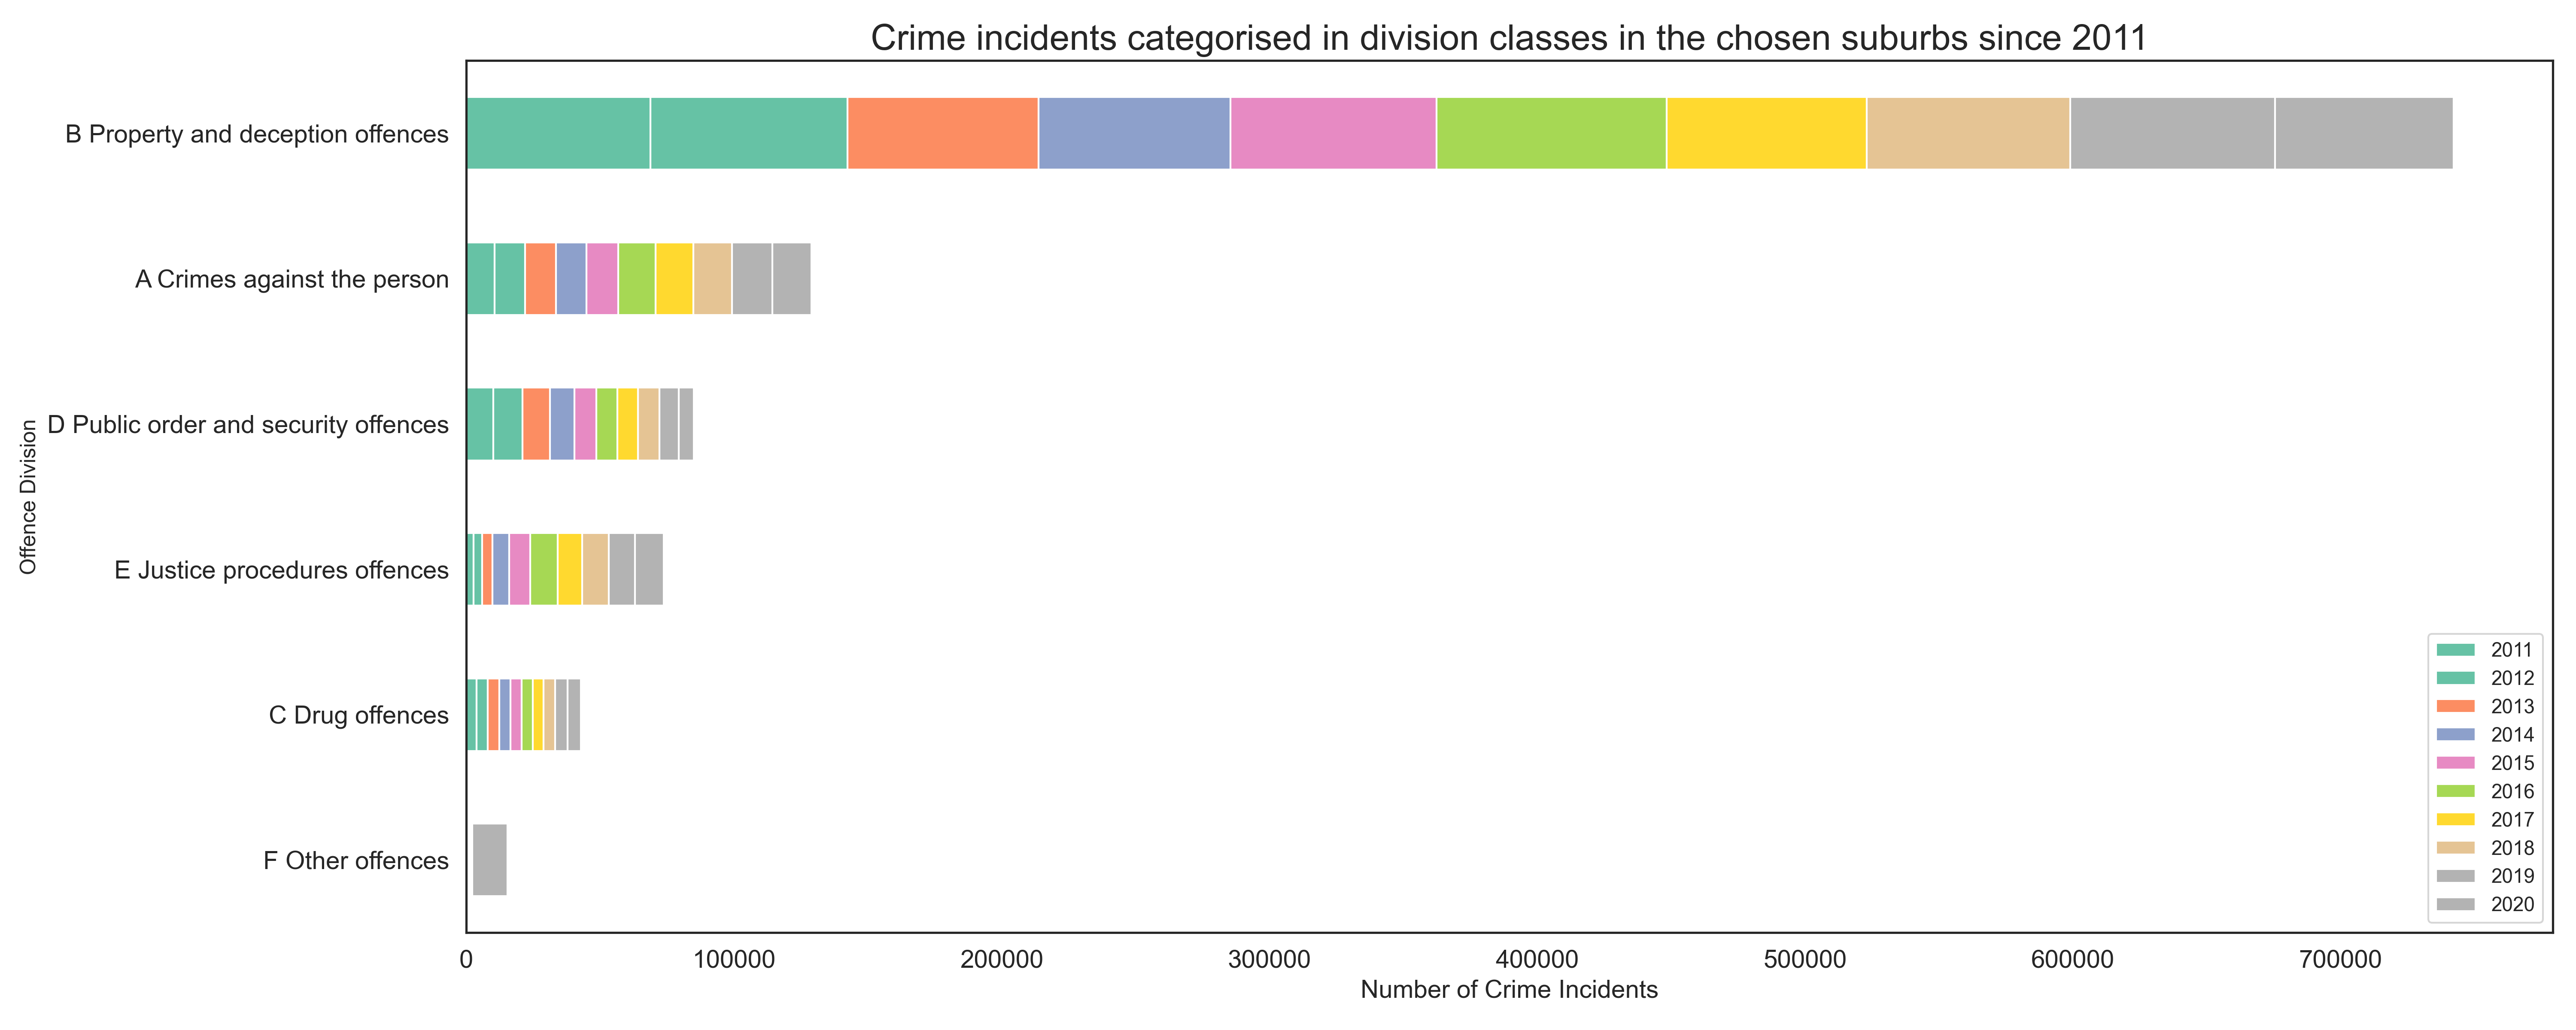 Crime incidents categorised in division classes in the chosen suburbs since 2011
Offence Division
B Property and deception offences
A Crimes against the person
D Public order and security offences
E Justice procedures offences
C Drug offences
F Other offences
2011
2012
2013
2014
2015
2016
2017
2018
2019
2020
0 100000 200000 300000 400000 500000 600000 700000
Number of Crime Incidents